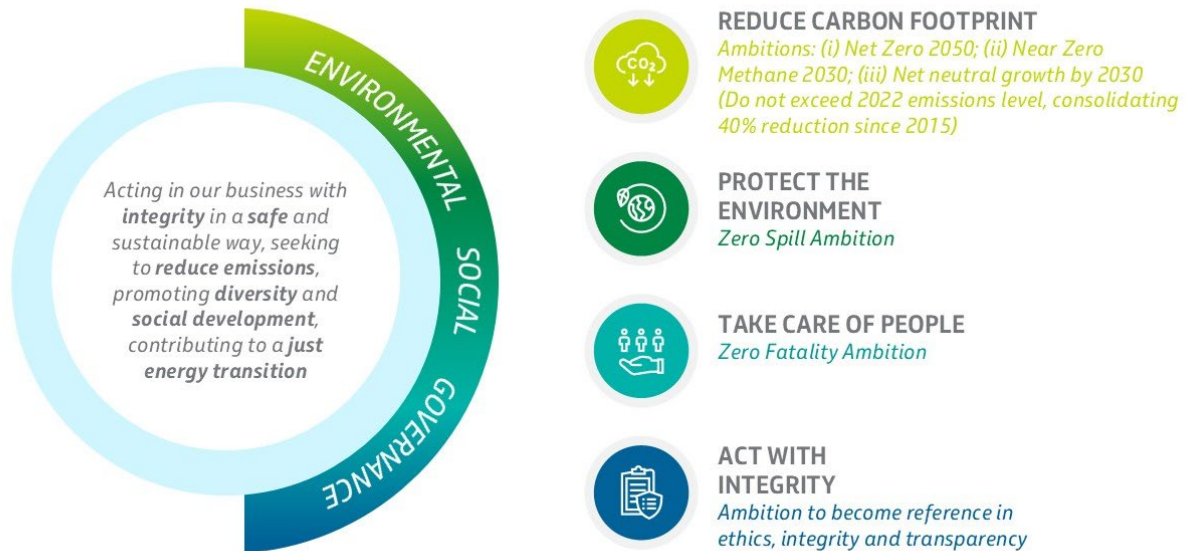 ENVIRONMENTAL
SOCIAL
GOVERNANCE
Acting in our business with
integrity in a safe and
sustainable way, seeking
to reduce emissions,
promoting diversity and
social development,
contributing to a just
energy transition
CO₂
REDUCE CARBON FOOTPRINT
Ambitions: (i) Net Zero 2050; (ii) Near Zero
Methane 2030; (iii) Net neutral growth by 2030
(Do not exceed 2022 emissions level, consolidating
40% reduction since 2015)
PROTECT THE
ENVIRONMENT
Zero Spill Ambition
TAKE CARE OF PEOPLE
Zero Fatality Ambition
ACT WITH
INTEGRITY
Ambition to become reference in
ethics, integrity and transparency